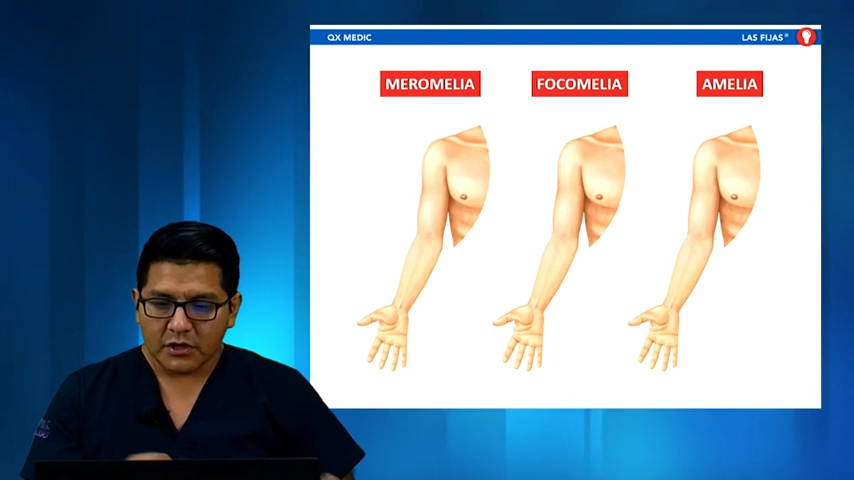 QX MEDIC
LAS FIJAS®
MEROMELIA
FOCOMELIA
AMELIA